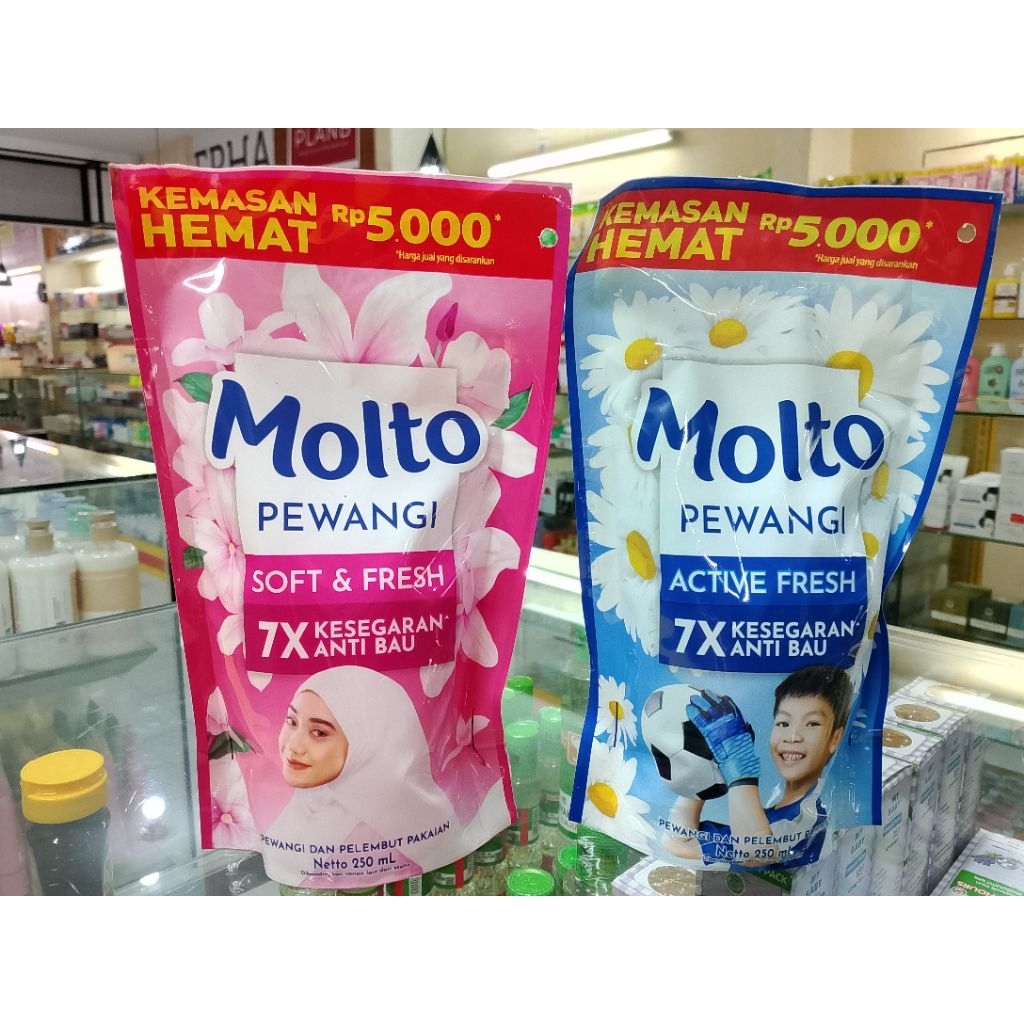 ERHA
PLAND
KEMASAN
HEMAT
Rp5.000*
*Harga jual yang disarankan
Molto
PEWANGI
SOFT & FRESH
7X KESEGARAN*
ANTI BAU
PEWANGI DAN PELEMBUT PAKAIAN
Netto 250 mL
KEMASAN
HEMAT
Rp5.000*
*Harga jual yang disarankan
Molto
PEWANGI
ACTIVE FRESH
7X KESEGARAN*
ANTI BAU
PEWANGI DAN PELEMBUT
Netto 250 mL